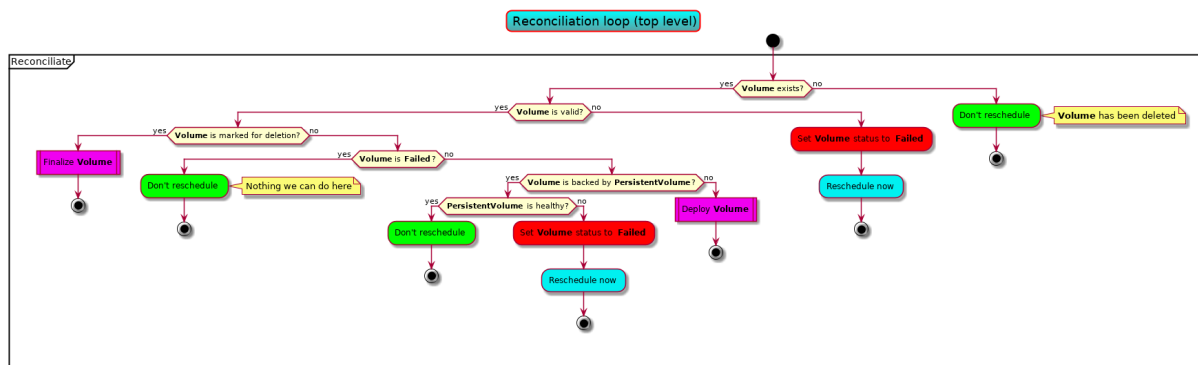 Reconciliation loop (top level)
Reconciliate
yes
Volume exists?
no
yes
Volume is valid?
no
Don't reschedule
Volume has been deleted
yes
Volume is marked for deletion?
no
Set Volume status to Failed
Finalize Volume
yes
Volume is Failed?
no
Don't reschedule
Nothing we can do here
yes
Volume is backed by PersistentVolume?
no
Reschedule now
yes
PersistentVolume is healthy?
no
Deploy Volume
Don't reschedule
Set Volume status to Failed
Reschedule now